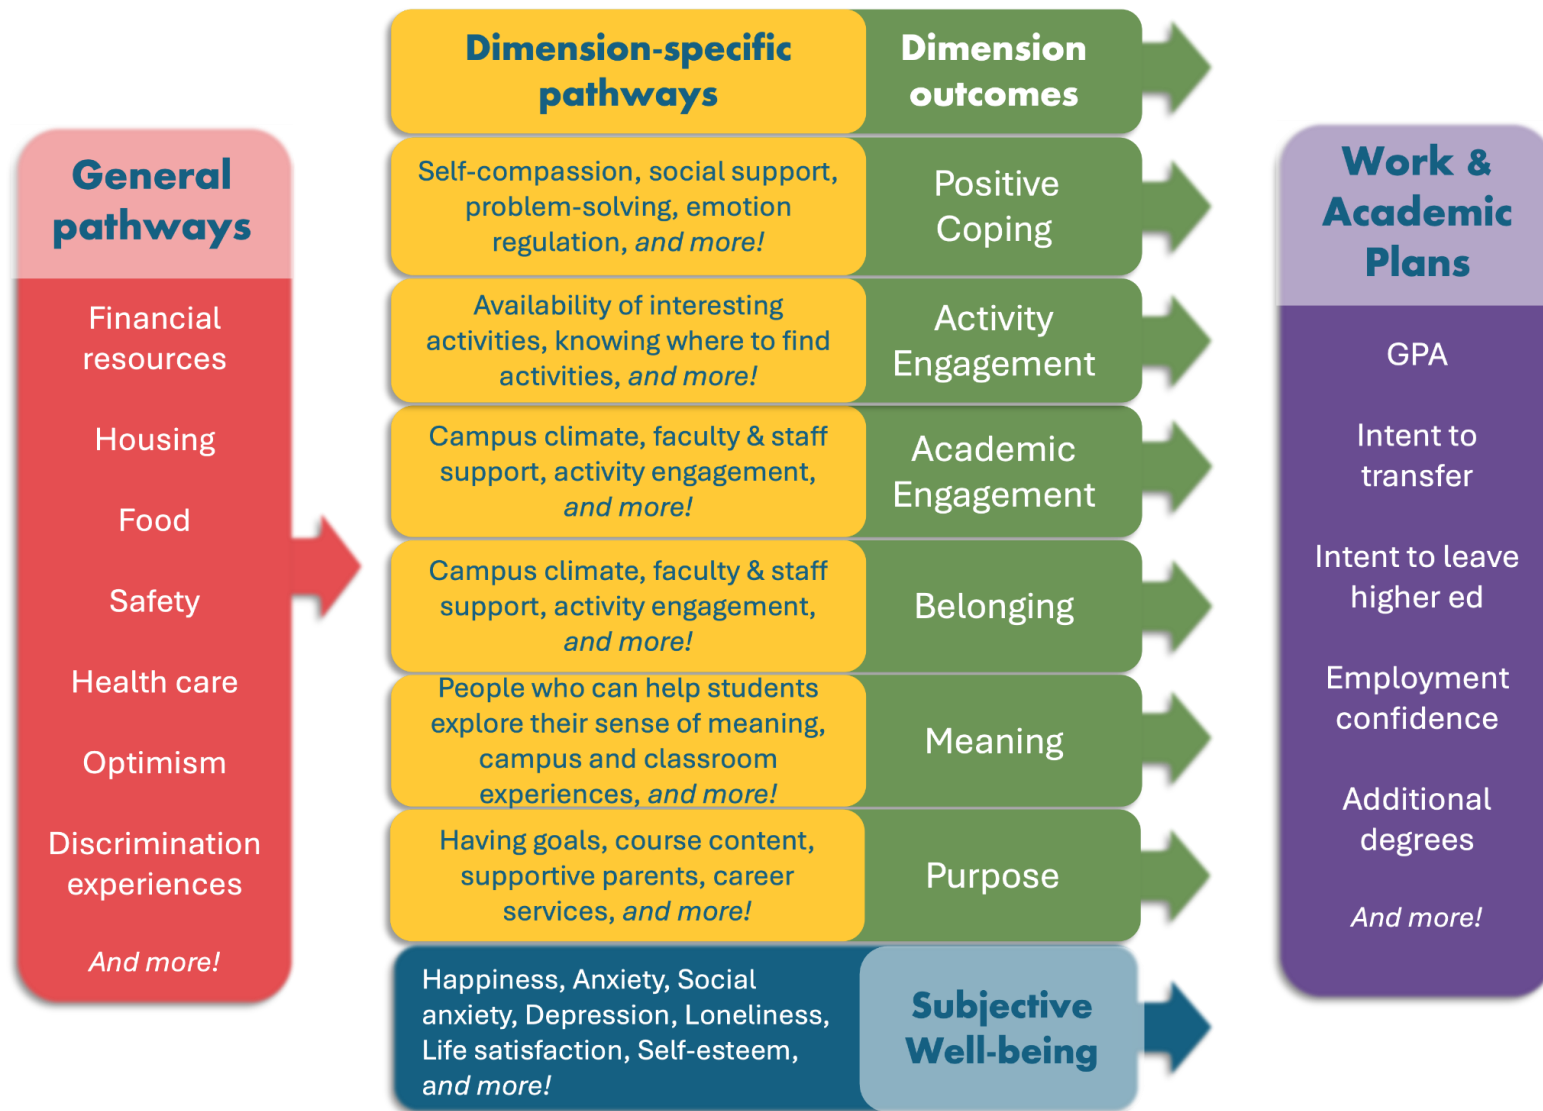 General
pathways
Financial
resources
Housing
Food
Safety
Health care
Optimism
Discrimination
experiences
And more!
Dimension-specific
pathways
Dimension
outcomes
Self-compassion, social support,
problem-solving, emotion
regulation, and more!
Positive
Coping
Availability of interesting
activities, knowing where to find
activities, and more!
Activity
Engagement
Campus climate, faculty & staff
support, activity engagement,
and more!
Academic
Engagement
Campus climate, faculty & staff
support, activity engagement,
and more!
Belonging
People who can help students
explore their sense of meaning,
campus and classroom
experiences, and more!
Meaning
Having goals, course content,
supportive parents, career
services, and more!
Purpose
Happiness, Anxiety, Social
anxiety, Depression, Loneliness,
Life satisfaction, Self-esteem,
and more!
Subjective
Well-being
Work &
Academic
Plans
GPA
Intent to
transfer
Intent to leave
higher ed
Employment
confidence
Additional
degrees
And more!